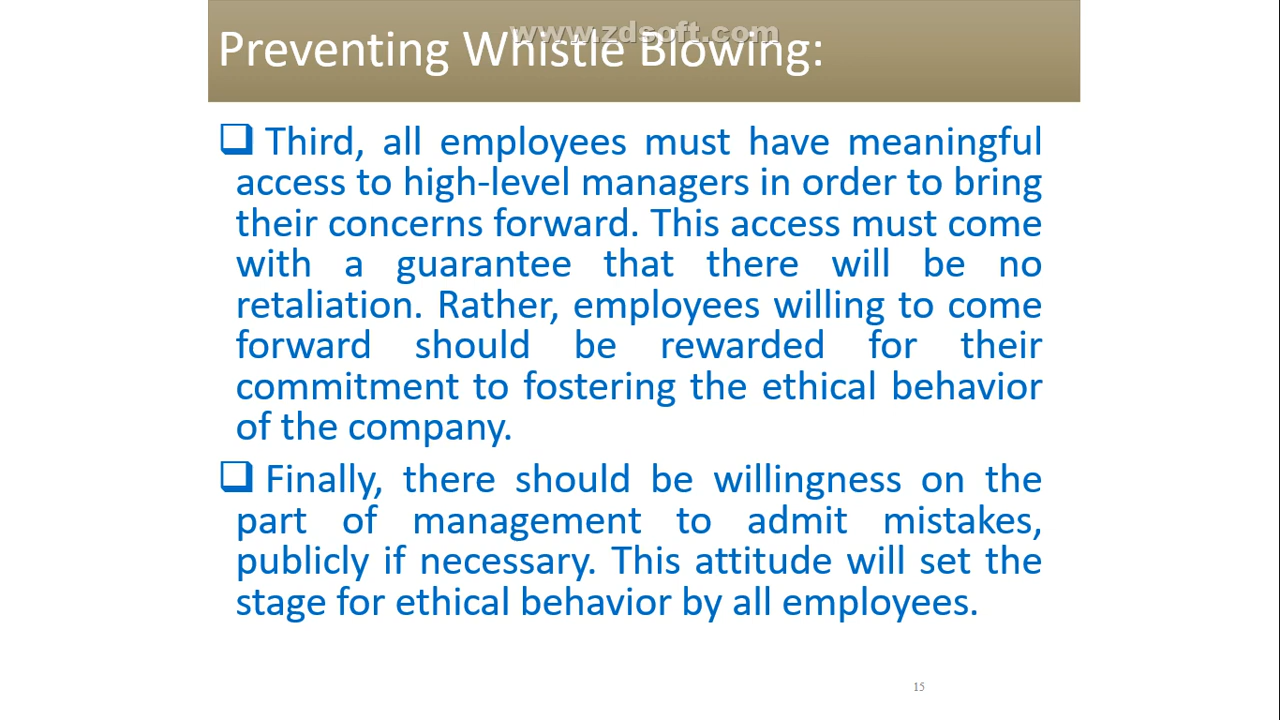 www.zdsoft.com
Preventing Whistle Blowing:
Third, all employees must have meaningful
access to high-level managers in order to bring
their concerns forward. This access must come
with a guarantee that there will be no
retaliation. Rather, employees willing to come
forward should be rewarded for their
commitment to fostering the ethical behavior
of the company.
Finally, there should be willingness on the
part of management to admit mistakes,
publicly if necessary. This attitude will set the
stage for ethical behavior by all employees.
15